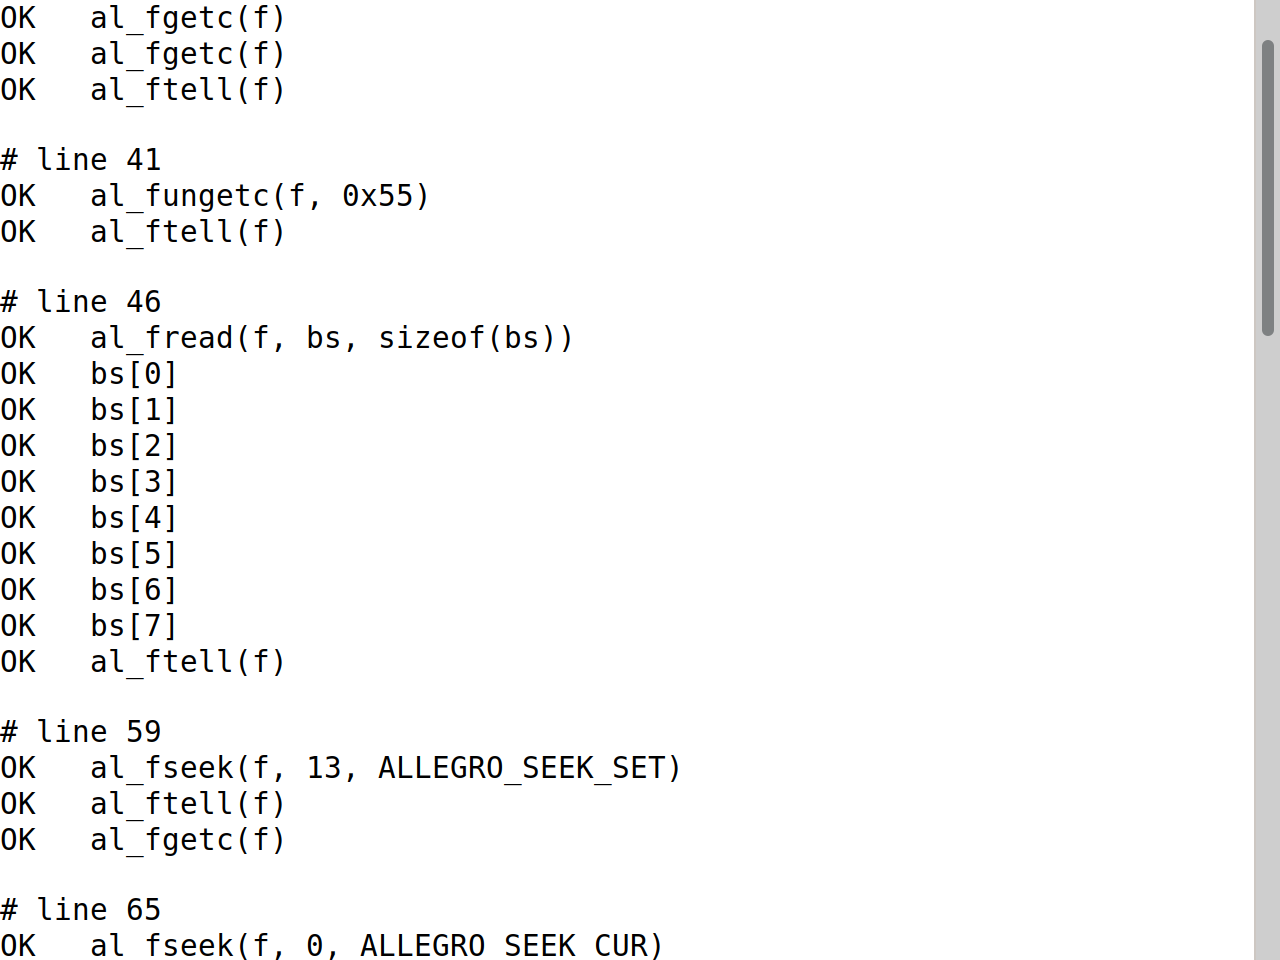 OK   al_fgetc(f)
OK   al_fgetc(f)
OK   al_ftell(f)

# line 41
OK   al_fungetc(f, 0x55)
OK   al_ftell(f)

# line 46
OK   al_fread(f, bs, sizeof(bs))
OK   bs[0]
OK   bs[1]
OK   bs[2]
OK   bs[3]
OK   bs[4]
OK   bs[5]
OK   bs[6]
OK   bs[7]
OK   al_ftell(f)

# line 59
OK   al_fseek(f, 13, ALLEGRO_SEEK_SET)
OK   al_ftell(f)
OK   al_fgetc(f)

# line 65
OK   al_fseek(f, 0, ALLEGRO_SEEK_CUR)